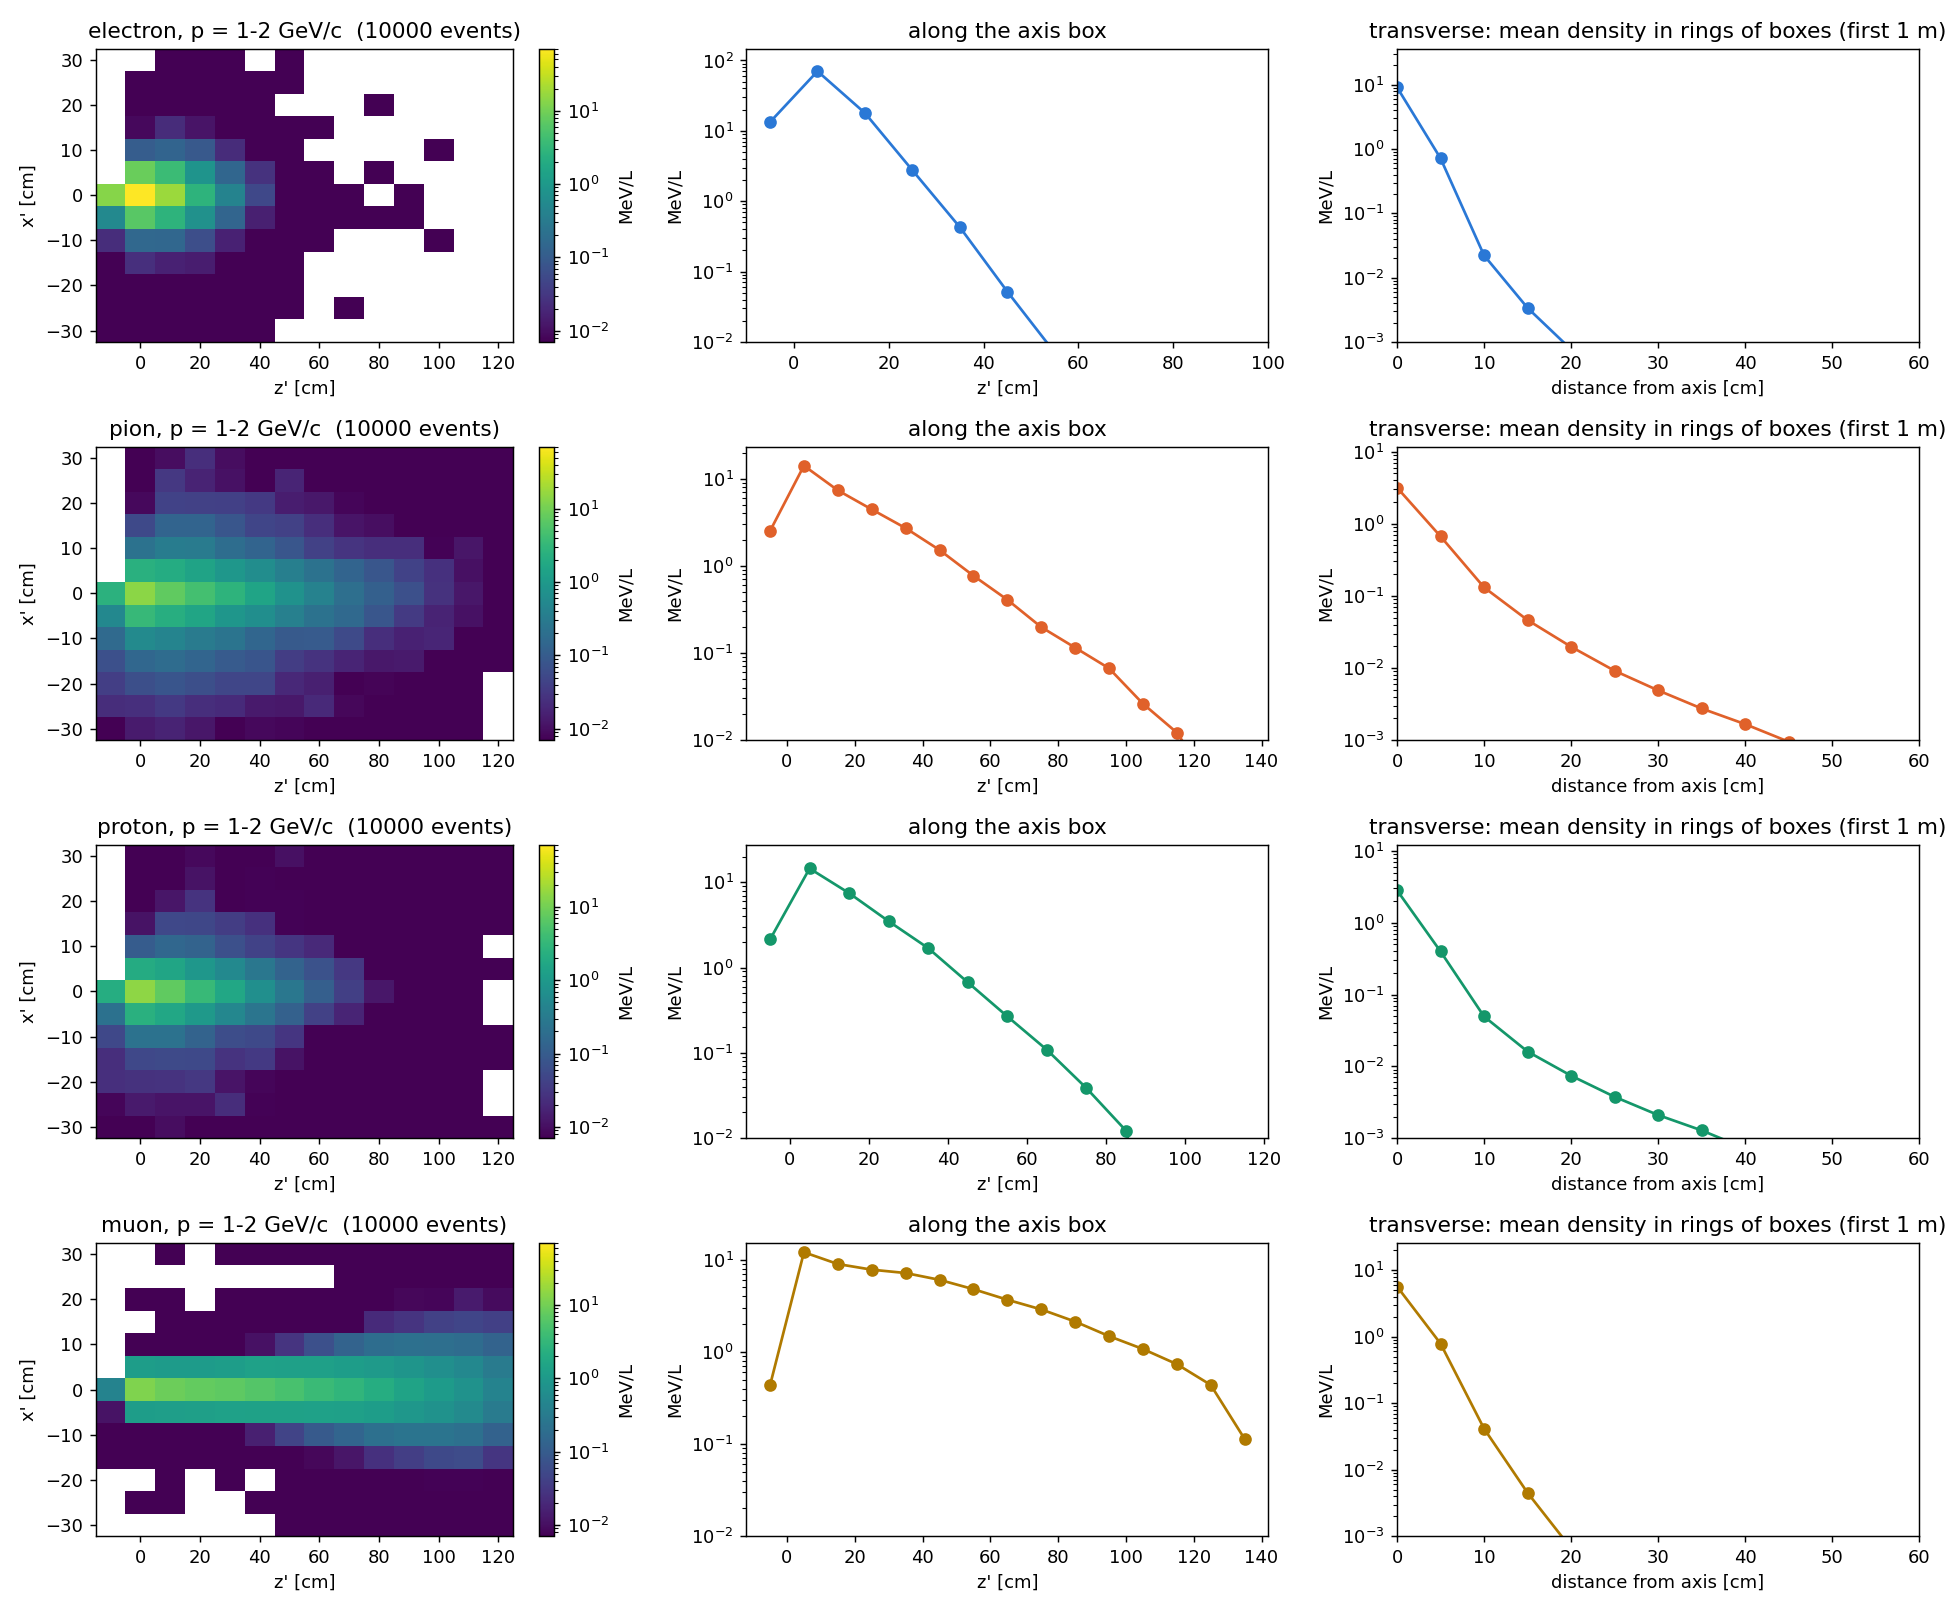 electron, p = 1-2 GeV/c  (10000 events)
30
20
10
0
−10
−20
−30
x' [cm]
0 20 40 60 80 100 120
z' [cm]
10¹
10⁰
10⁻¹
10⁻²
MeV/L
along the axis box
10²
10¹
10⁰
10⁻¹
10⁻²
MeV/L
0 20 40 60 80 100
z' [cm]
transverse: mean density in rings of boxes (first 1 m)
10¹
10⁰
10⁻¹
10⁻²
10⁻³
MeV/L
0 10 20 30 40 50 60
distance from axis [cm]
pion, p = 1-2 GeV/c  (10000 events)
30
20
10
0
−10
−20
−30
x' [cm]
0 20 40 60 80 100 120
z' [cm]
10¹
10⁰
10⁻¹
10⁻²
MeV/L
along the axis box
10¹
10⁰
10⁻¹
10⁻²
MeV/L
0 20 40 60 80 100 120 140
z' [cm]
transverse: mean density in rings of boxes (first 1 m)
10¹
10⁰
10⁻¹
10⁻²
10⁻³
MeV/L
0 10 20 30 40 50 60
distance from axis [cm]
proton, p = 1-2 GeV/c  (10000 events)
30
20
10
0
−10
−20
−30
x' [cm]
0 20 40 60 80 100 120
z' [cm]
10¹
10⁰
10⁻¹
10⁻²
MeV/L
along the axis box
10¹
10⁰
10⁻¹
10⁻²
MeV/L
0 20 40 60 80 100 120
z' [cm]
transverse: mean density in rings of boxes (first 1 m)
10¹
10⁰
10⁻¹
10⁻²
10⁻³
MeV/L
0 10 20 30 40 50 60
distance from axis [cm]
muon, p = 1-2 GeV/c  (10000 events)
30
20
10
0
−10
−20
−30
x' [cm]
0 20 40 60 80 100 120
z' [cm]
10¹
10⁰
10⁻¹
10⁻²
MeV/L
along the axis box
10¹
10⁰
10⁻¹
10⁻²
MeV/L
0 20 40 60 80 100 120 140
z' [cm]
transverse: mean density in rings of boxes (first 1 m)
10¹
10⁰
10⁻¹
10⁻²
10⁻³
MeV/L
0 10 20 30 40 50 60
distance from axis [cm]